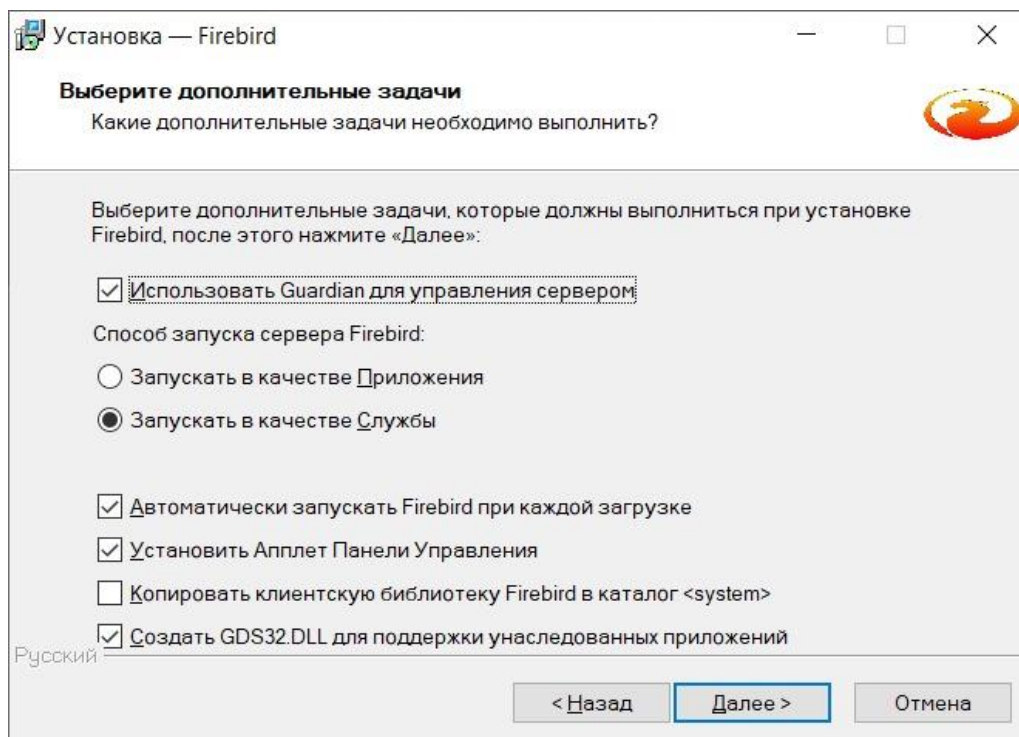 Установка — Firebird
Выберите дополнительные задачи
Какие дополнительные задачи необходимо выполнить?
Выберите дополнительные задачи, которые должны выполниться при установке
Firebird, после этого нажмите «Далее»:
Использовать Guardian для управления сервером
Способ запуска сервера Firebird:
Запускать в качестве Приложения
Запускать в качестве Службы
Автоматически запускать Firebird при каждой загрузке
Установить Апплет Панели Управления
Копировать клиентскую библиотеку Firebird в каталог <system>
Создать GDS32.DLL для поддержки унаследованных приложений
Русский
< Назад
Далее >
Отмена